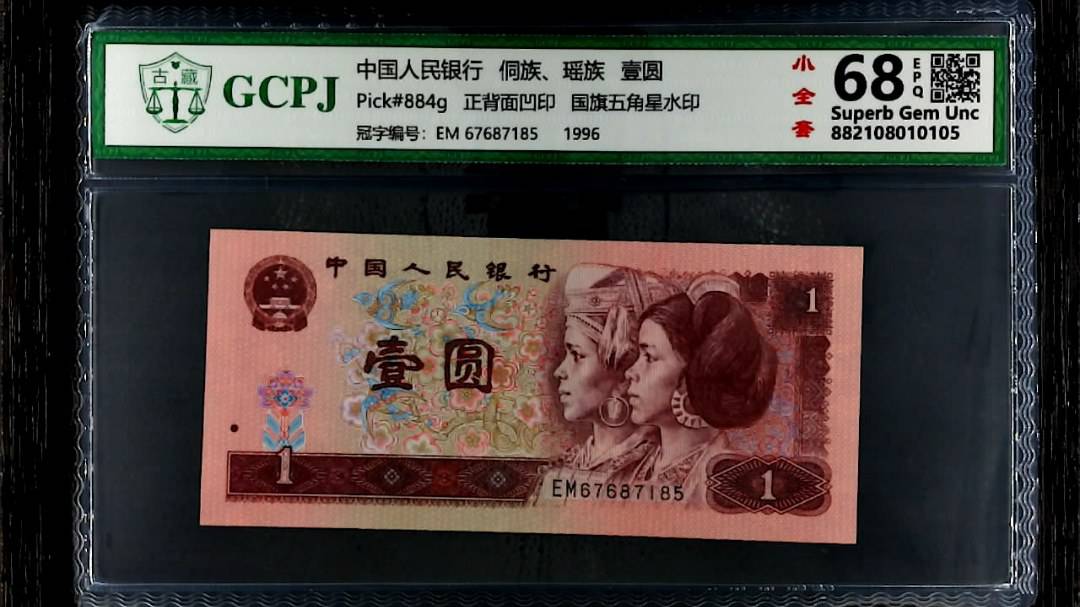 古藏
GCPJ
中国人民银行 侗族、瑶族 壹圆
Pick#884g 正背面凹印 国旗五角星水印
冠字编号: EM 67687185 1996
小全套
68 EPQ
Superb Gem Unc
882108010105
中国人民银行
1
壹圆
1
EM67687185
1